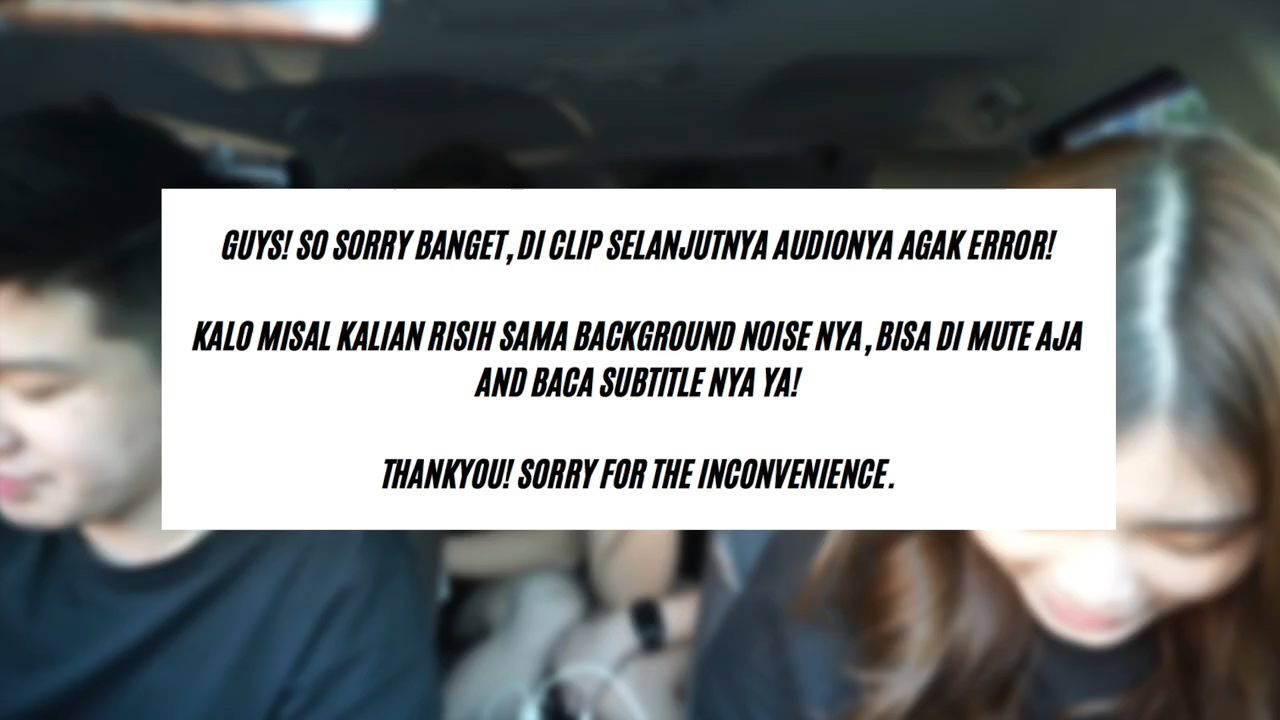 GUYS! SO SORRY BANGET, DI CLIP SELANJUTNYA AUDIONYA AGAK ERROR!
KALO MISAL KALIAN RISIH SAMA BACKGROUND NOISE NYA, BISA DI MUTE AJA
AND BACA SUBTITLE NYA YA!
THANKYOU! SORRY FOR THE INCONVENIENCE.